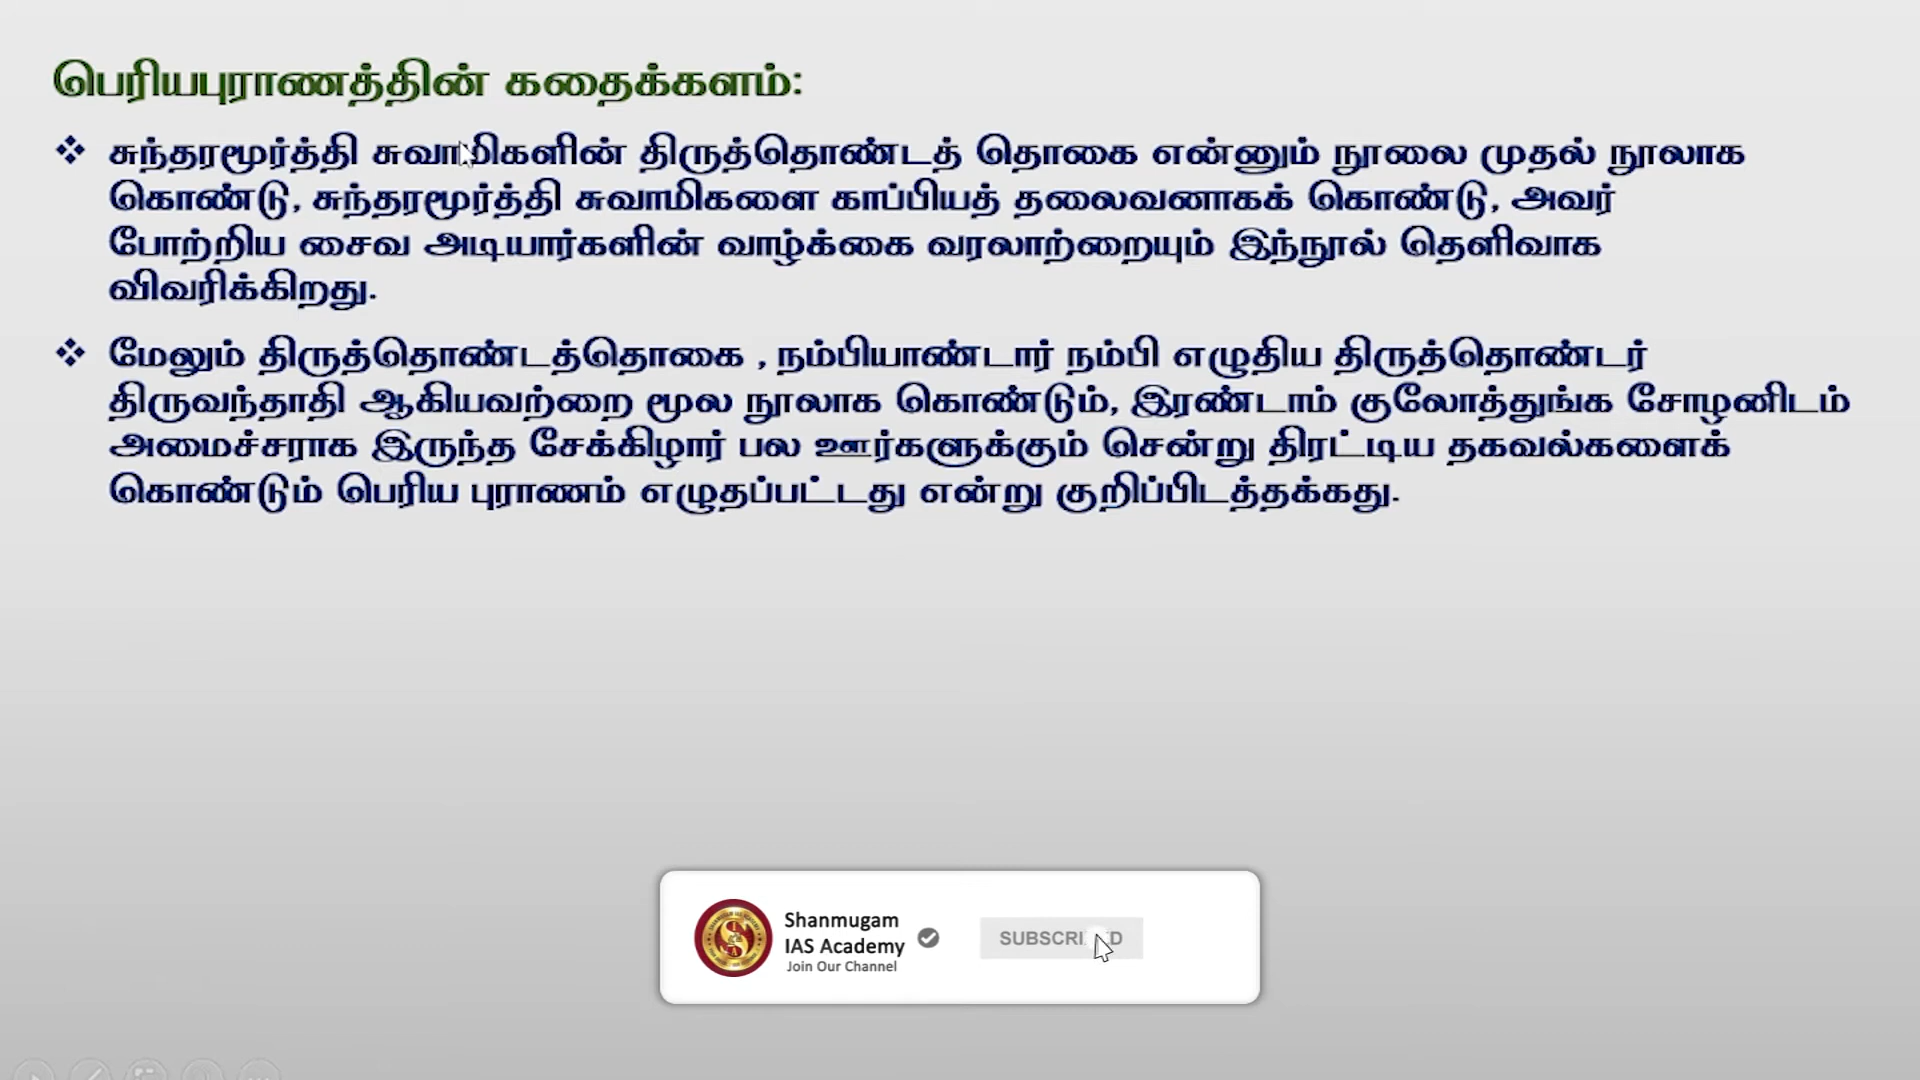 பெரியபுராணத்தின் கதைக்களம்:
❖ சுந்தரமூர்த்தி சுவாமிகளின் திருத்தொண்டத் தொகை என்னும் நூலை முதல் நூலாக
கொண்டு, சுந்தரமூர்த்தி சுவாமிகளை காப்பியத் தலைவனாகக் கொண்டு, அவர்
போற்றிய சைவ அடியார்களின் வாழ்க்கை வரலாற்றையும் இந்நூல் தெளிவாக
விவரிக்கிறது.
❖ மேலும் திருத்தொண்டத்தொகை , நம்பியாண்டார் நம்பி எழுதிய திருத்தொண்டர்
திருவந்தாதி ஆகியவற்றை மூல நூலாக கொண்டும், இரண்டாம் குலோத்துங்க சோழனிடம்
அமைச்சராக இருந்த சேக்கிழார் பல ஊர்களுக்கும் சென்று திரட்டிய தகவல்களைக்
கொண்டும் பெரிய புராணம் எழுதப்பட்டது என்று குறிப்பிடத்தக்கது.
Shanmugam
IAS Academy
Join Our Channel
SUBSCRIBED